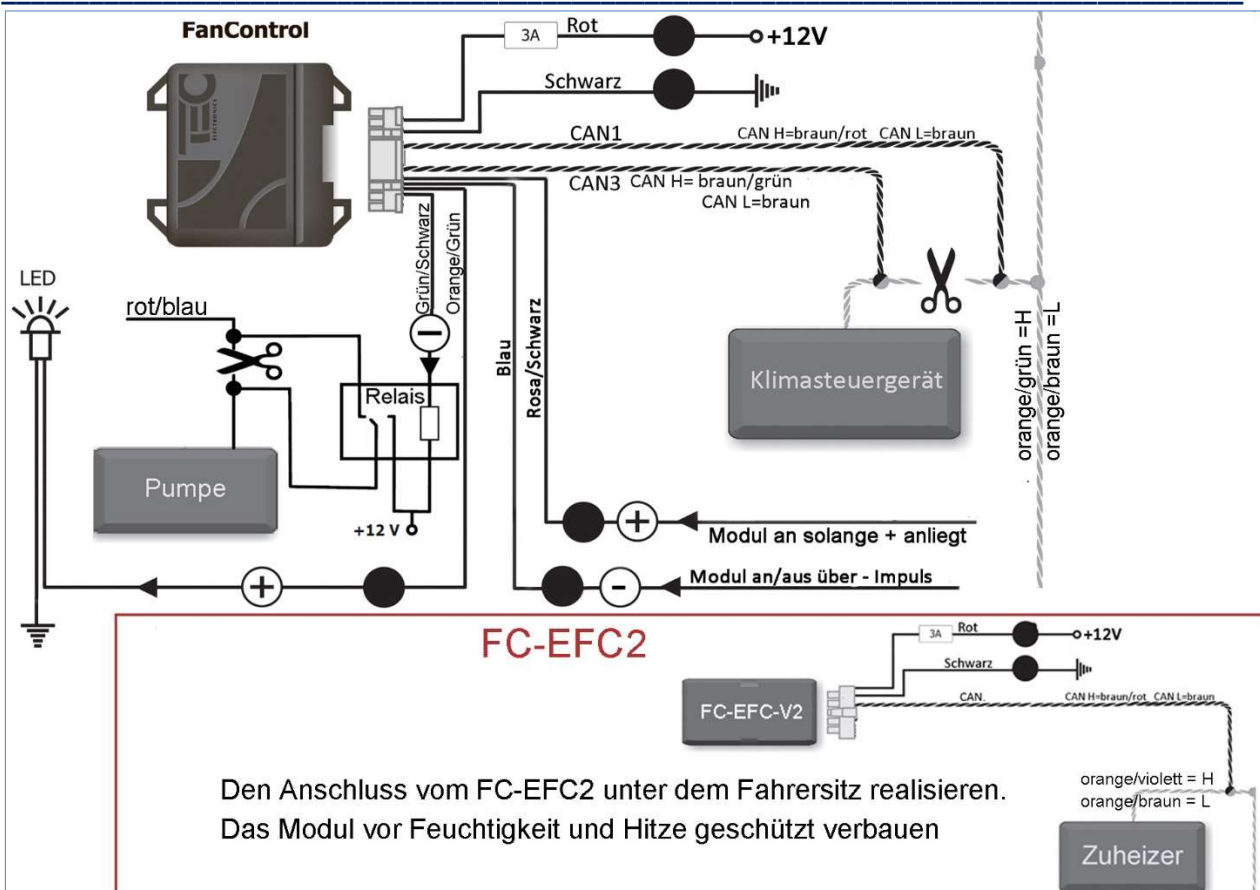 FanControl
TEC
ELECTRONICS
3A
Rot
+12V
Schwarz
CAN1
CAN H=braun/rot CAN L=braun
CAN3
CAN H= braun/grün
CAN L=braun
Grün/Schwarz
Orange/Grün
LED
rot/blau
Relais
Blau
Rosa/Schwarz
Klimasteuergerät
orange/grün =H
orange/braun =L
Pumpe
+12 V
+
Modul an solange + anliegt
+
-
Modul an/aus über - Impuls
FC-EFC2
3A
Rot
+12V
Schwarz
FC-EFC-V2
CAN.
CAN H=braun/rot CAN L=braun
Den Anschluss vom FC-EFC2 unter dem Fahrersitz realisieren.
Das Modul vor Feuchtigkeit und Hitze geschützt verbauen
orange/violett = H
orange/braun = L
Zuheizer